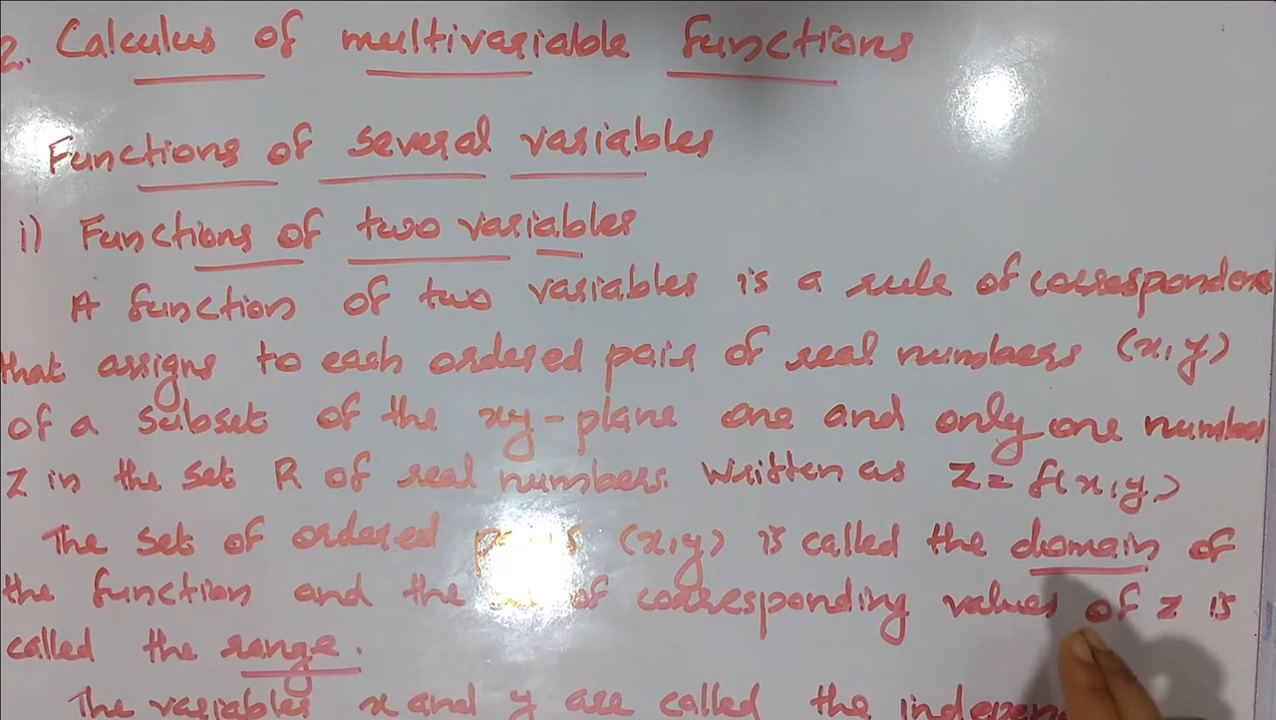 2. Calculus of multivariable functions
Functions of several variables
i) Functions of two variables
A function of two variables is a rule of correspondence
that assigns to each ordered pair of real numbers (x,y)
of a subset of the xy-plane one and only one number
z in the set R of real numbers. Written as z = f(x,y)
The set of ordered pairs (x,y) is called the domain of
the function and the of corresponding values of z is
called the range.
The variables x and y are called the